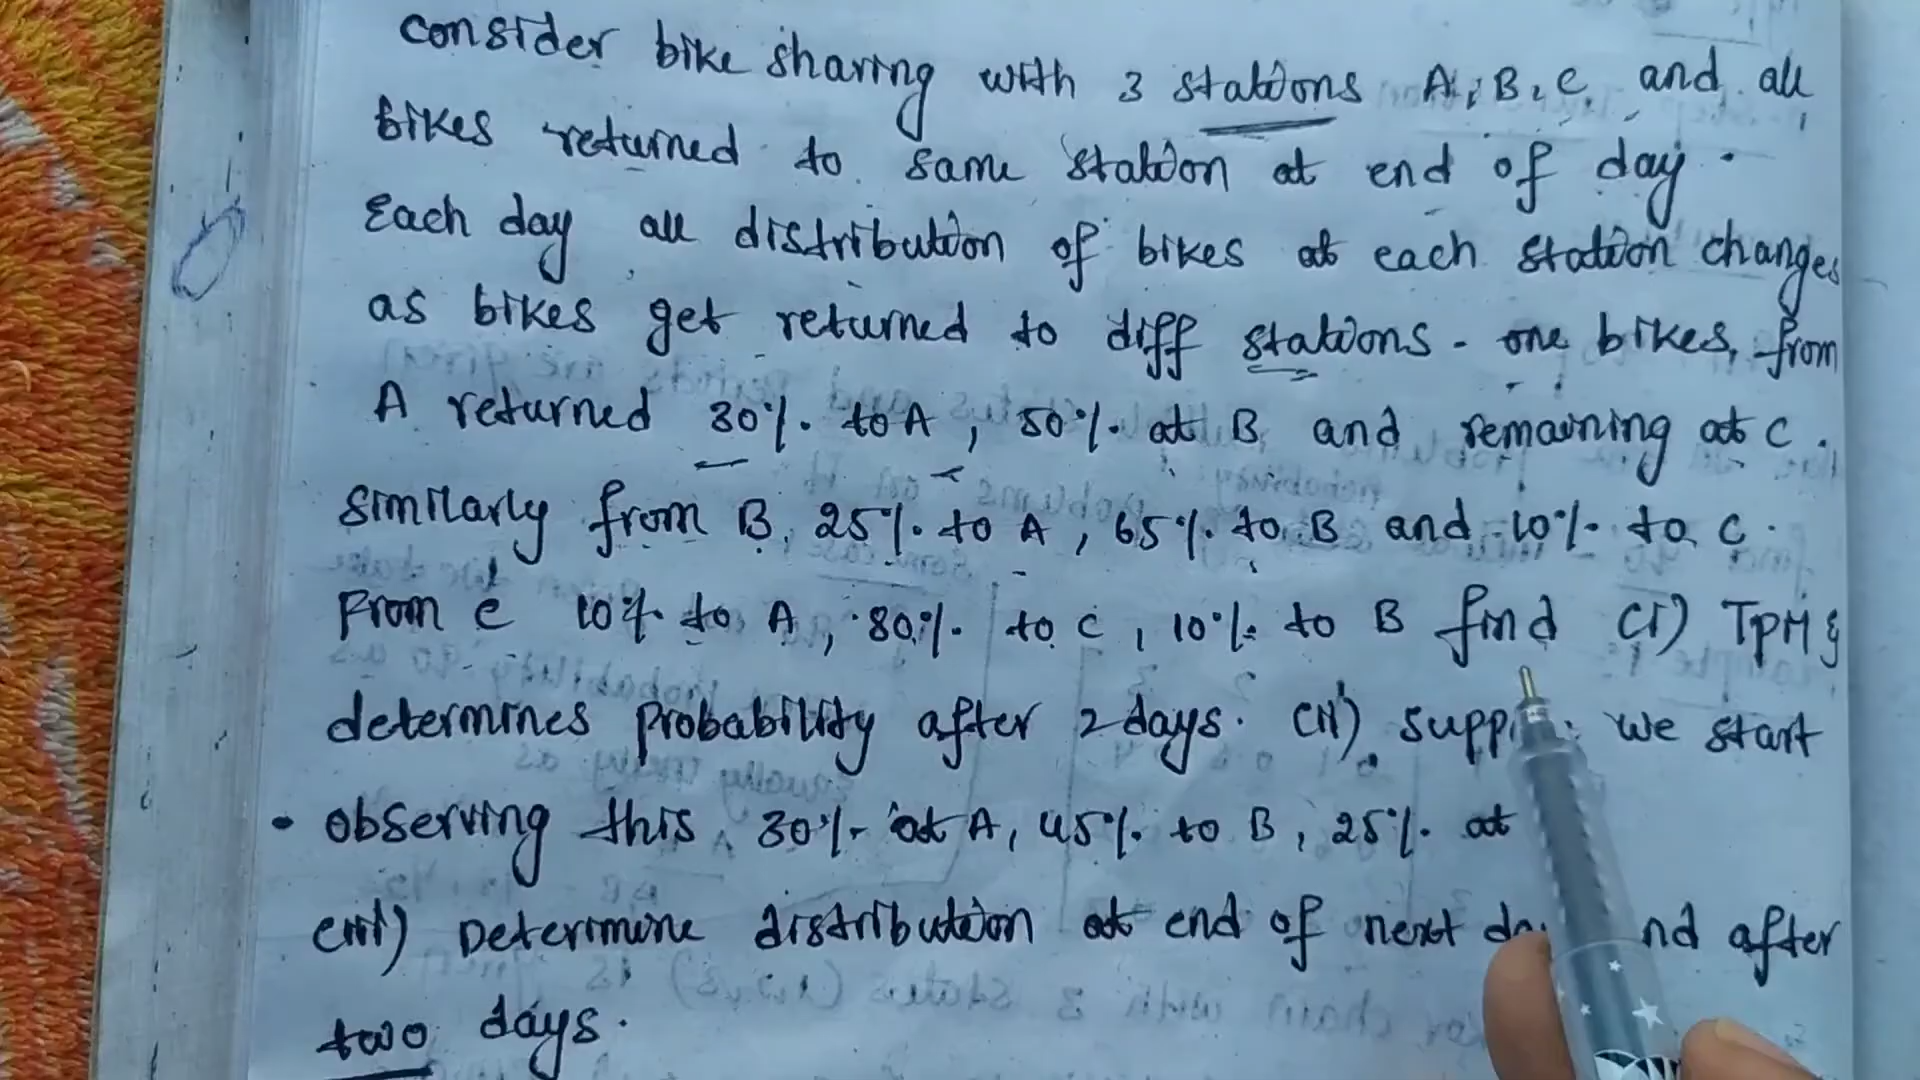 consider bike sharing with 3 stations A, B, C and all
bikes returned to same station at end of day.
Each day all distribution of bikes at each station changes
as bikes get returned to diff stations. one bikes, from
A returned 30%. to A, 50%. at B and remaining at C.
similarly from B, 25%. to A, 65%. to B and 10%. to C.
From C 10%. to A, 80%. to C, 10%. to B find (i) TPM &
determines probability after 2 days. (ii) we start
• observing this 30%. at A, 45%. to B, 25%. at
(iii) Determine distribution at end of next after
two days.